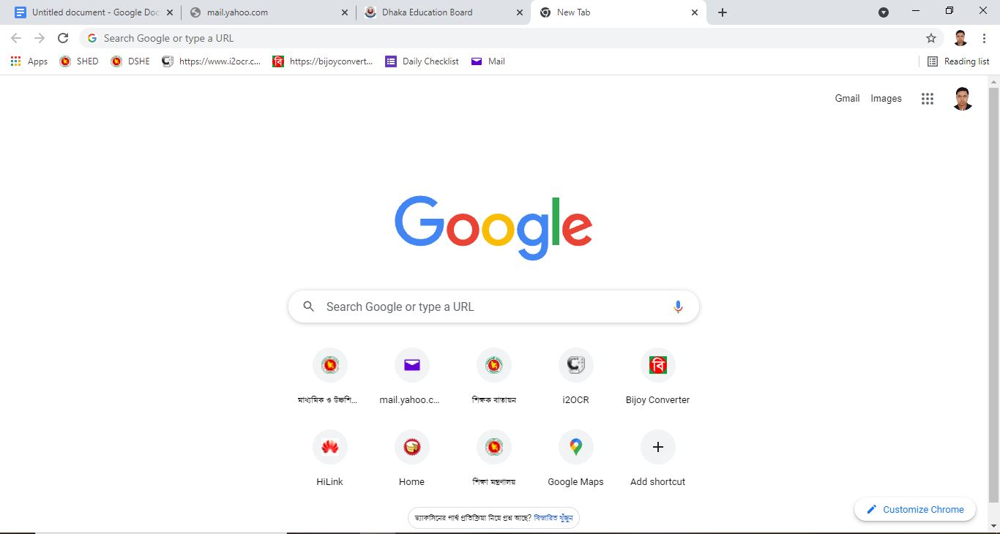 Untitled document - Google Doc
mail.yahoo.com
Dhaka Education Board
New Tab
Search Google or type a URL
Apps SHED DSHE https://www.i2ocr.c... বি https://bijoyconvert... Daily Checklist Mail Reading list
Gmail Images
Google
Search Google or type a URL
বি
মাধ্যমিক ও উচ্চশি... mail.yahoo.c... শিক্ষক বাতায়ন i2OCR Bijoy Converter
HiLink Home শিক্ষা মন্ত্রণালয় Google Maps Add shortcut
Customize Chrome
ভ্যাকসিনের পার্শ্ব প্রতিক্রিয়া নিয়ে প্রশ্ন আছে? বিস্তারিত খুঁজুন